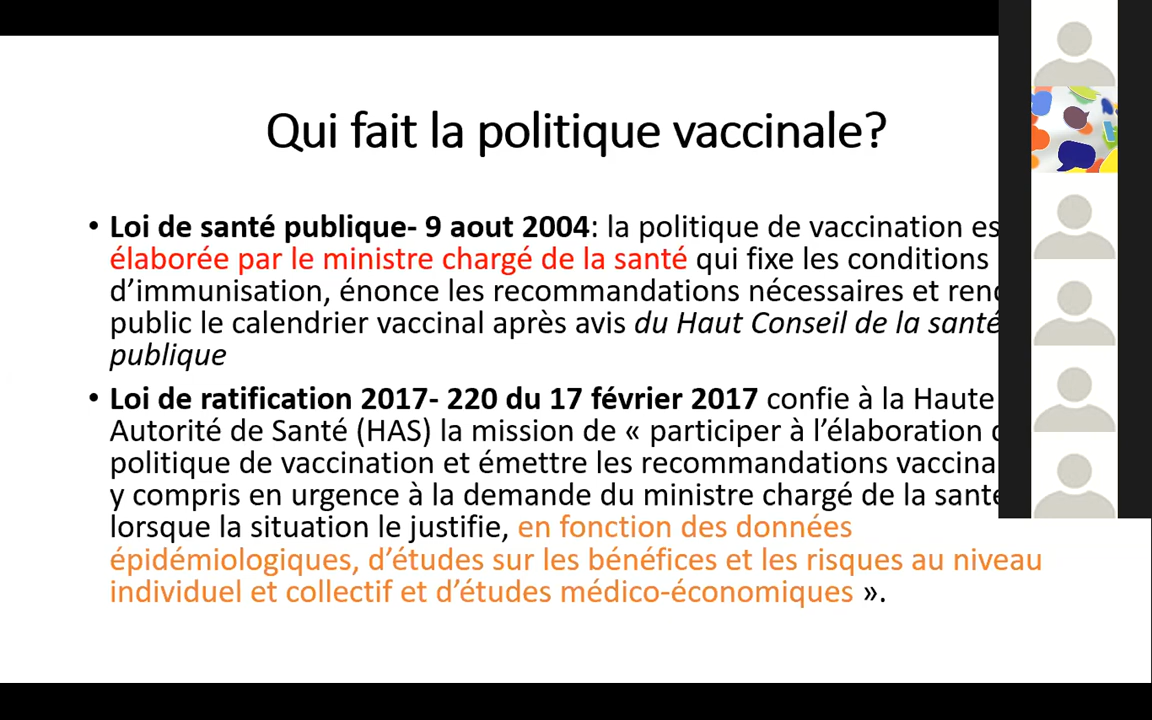 Qui fait la politique vaccinale?
• Loi de santé publique- 9 aout 2004: la politique de vaccination
élaborée par le ministre chargé de la santé qui fixe les conditions
d’immunisation, énonce les recommandations nécessaires et
public le calendrier vaccinal après avis du Haut Conseil de la santé
publique
• Loi de ratification 2017- 220 du 17 février 2017 confie à la Haute
Autorité de Santé (HAS) la mission de « participer à l’élaboration
politique de vaccination et émettre les recommandations
y compris en urgence à la demande du ministre chargé de la santé
lorsque la situation le justifie, en fonction des données
épidémiologiques, d’études sur les bénéfices et les risques au niveau
individuel et collectif et d’études médico-économiques ».